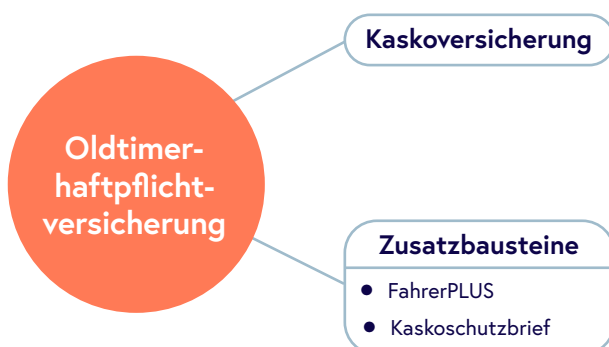 Kaskoversicherung
Oldtimer-
haftpflicht-
versicherung
Zusatzbausteine
• FahrerPLUS
• Kaskoschutzbrief